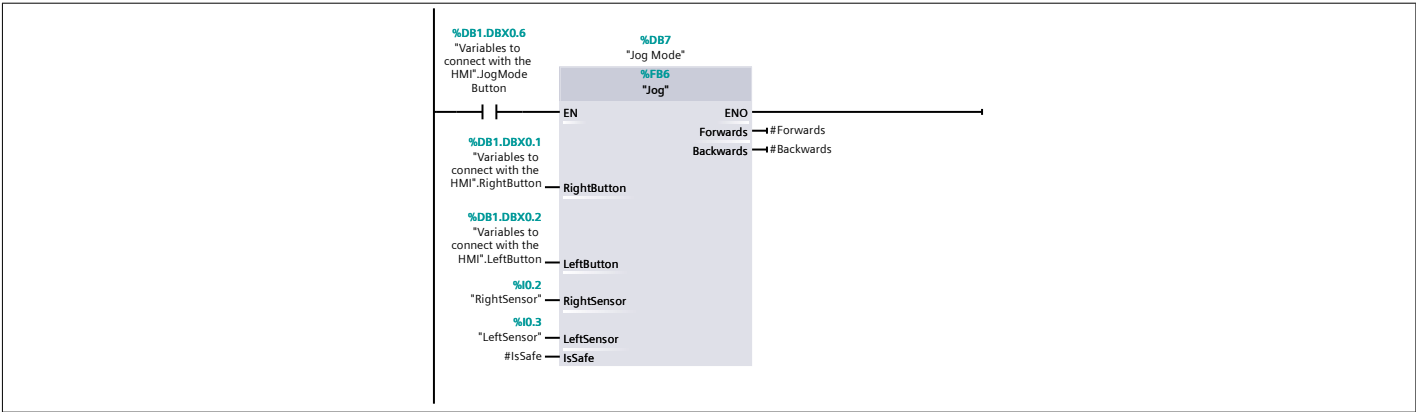 %DB1.DBX0.6
"Variables to
connect with the
HMI".JogMode
Button
%DB7
"Jog Mode"
%FB6
"Jog"
EN
ENO
Forwards
#Forwards
Backwards
#Backwards
%DB1.DBX0.1
"Variables to
connect with the
HMI".RightButton
RightButton
%DB1.DBX0.2
"Variables to
connect with the
HMI".LeftButton
LeftButton
%I0.2
"RightSensor"
RightSensor
%I0.3
"LeftSensor"
LeftSensor
#IsSafe
IsSafe